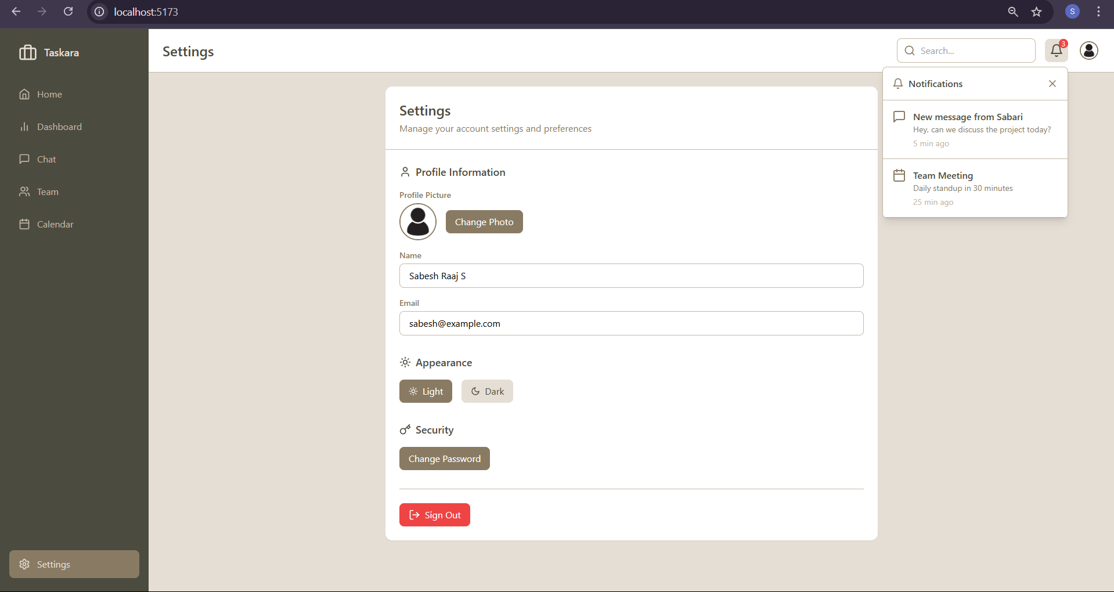 localhost:5173
S
Taskara
Home
Dashboard
Chat
Team
Calendar
Settings
Settings
Search...
3
Notifications
New message from Sabari
Hey, can we discuss the project today?
5 min ago
Team Meeting
Daily standup in 30 minutes
25 min ago
Settings
Manage your account settings and preferences
Profile Information
Profile Picture
Change Photo
Name
Sabesh Raaj S
Email
sabesh@example.com
Appearance
Light
Dark
Security
Change Password
Sign Out